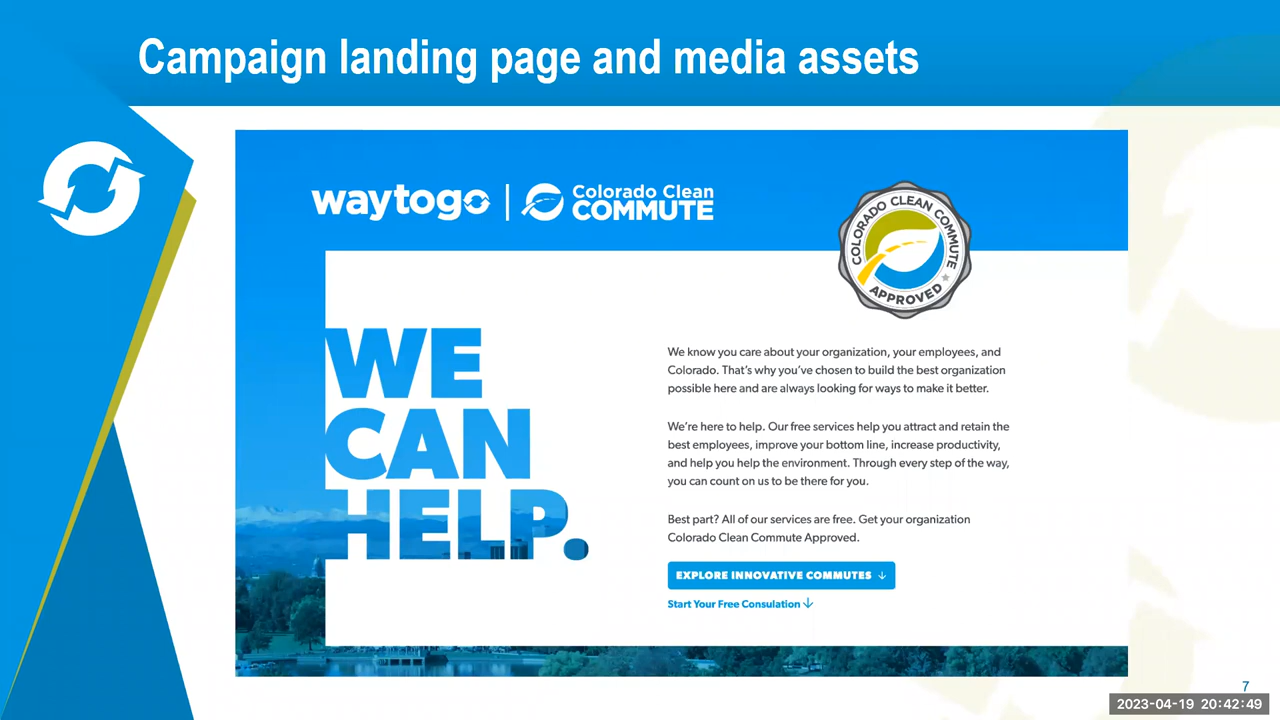 Campaign landing page and media assets
waytogo | Colorado Clean
COMMUTE
COLORADO CLEAN COMMUTE
APPROVED
WE
CAN
HELP.
We know you care about your organization, your employees, and
Colorado. That's why you've chosen to build the best organization
possible here and are always looking for ways to make it better.
We're here to help. Our free services help you attract and retain the
best employees, improve your bottom line, increase productivity,
and help you help the environment. Through every step of the way,
you can count on us to be there for you.
Best part? All of our services are free. Get your organization
Colorado Clean Commute Approved.
EXPLORE INNOVATIVE COMMUTES ↓
Start Your Free Consulation ↓
7
2023-04-19 20:42:49